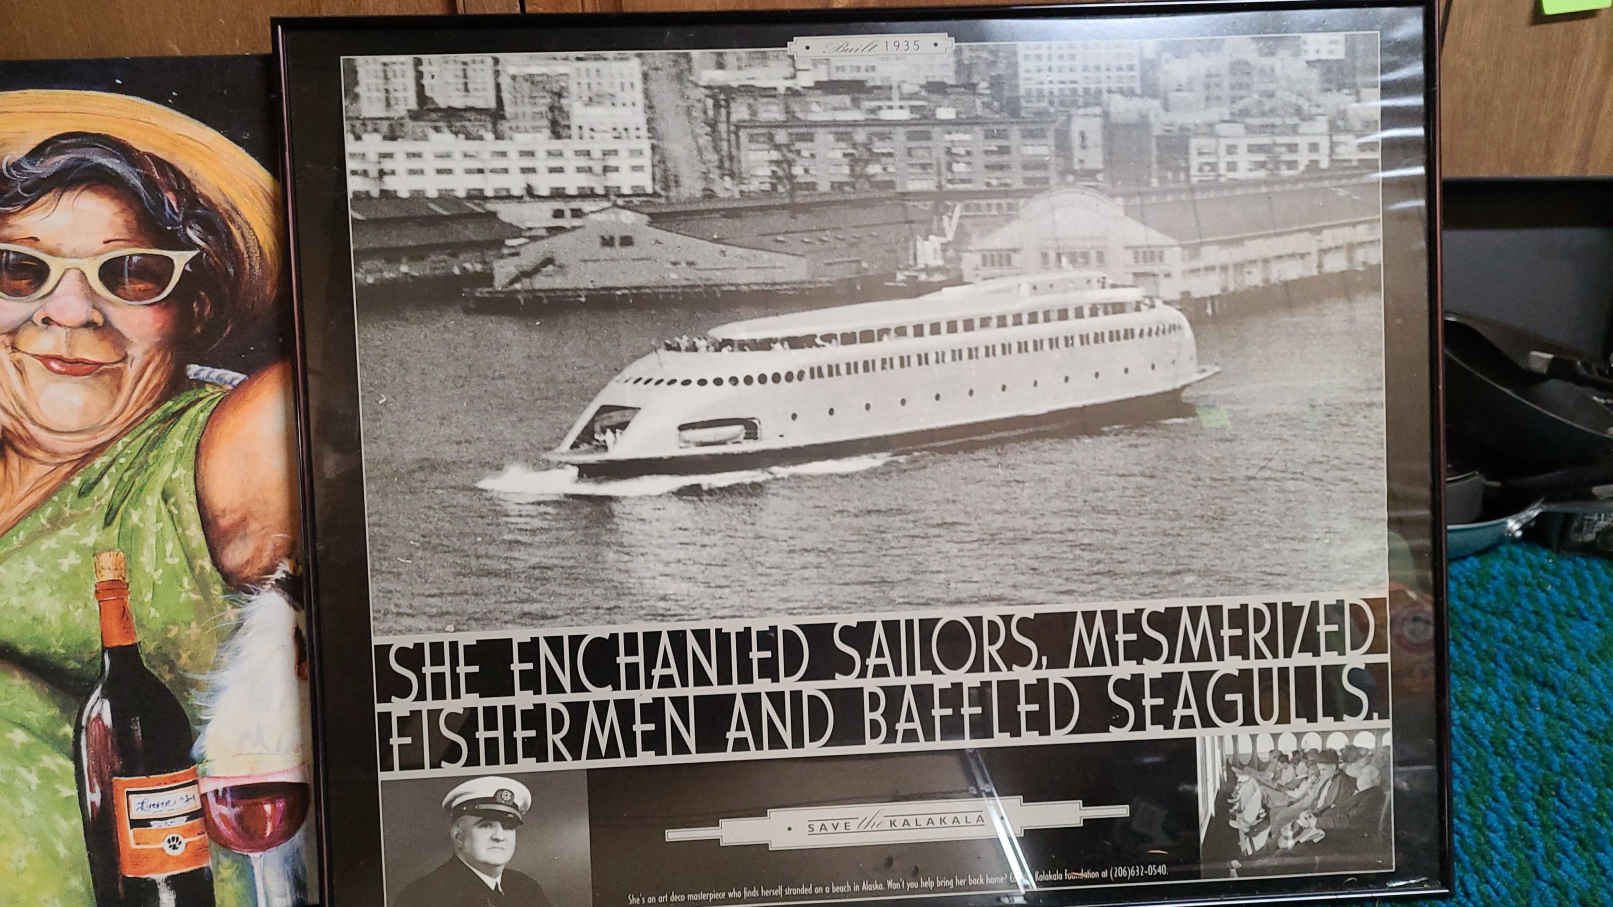 Built 1935
SHE ENCHANTED SAILORS, MESMERIZED
FISHERMEN AND BAFFLED SEAGULLS.
SAVE the KALAKALA
She's an art deco masterpiece who finds herself stranded on a beach in Alaska. Won't you help bring her back home? Kalakala Foundation at (206)632-0540.